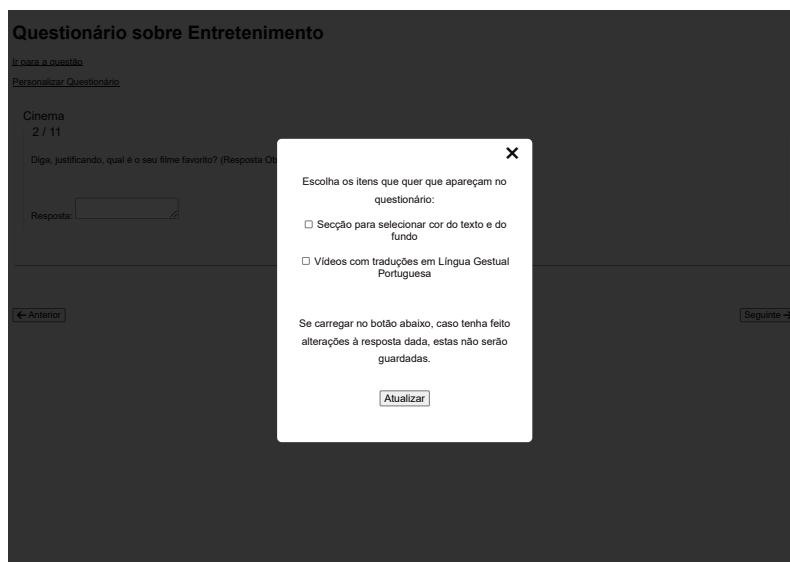 Questionário sobre Entretenimento
Ir para a questão
Personalizar Questionário
Cinema
2 / 11
Diga, justificando, qual é o seu filme favorito? (Resposta
Resposta:
← Anterior
Seguinte
Escolha os itens que quer que apareçam no
questionário:
Secção para selecionar cor do texto e do
fundo
Vídeos com traduções em Língua Gestual
Portuguesa
Se carregar no botão abaixo, caso tenha feito
alterações à resposta dada, estas não serão
guardadas.
Atualizar